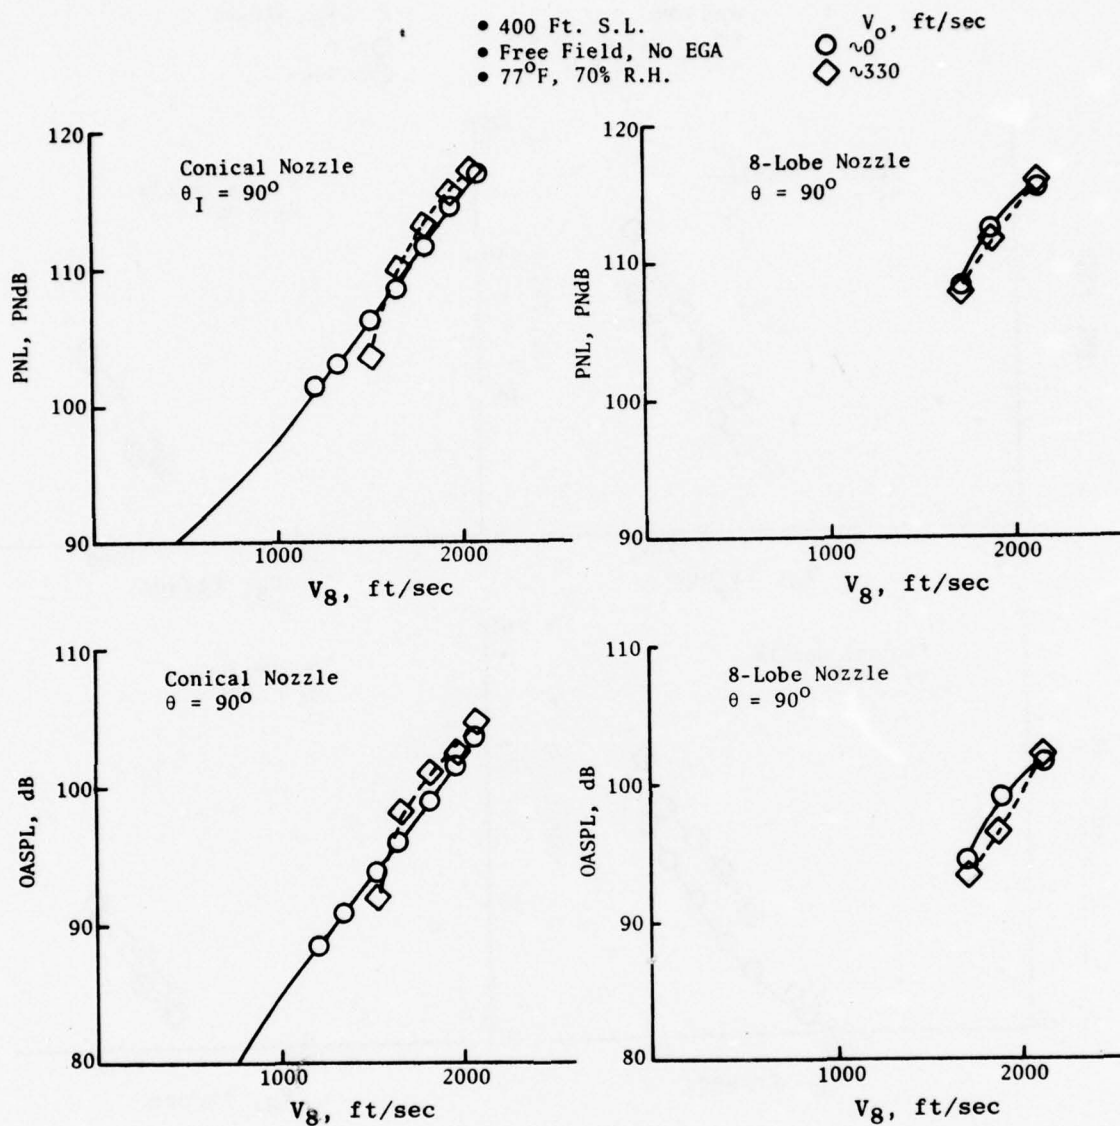 • 400 Ft. S.L.
• Free Field, No EGA
• 77°F, 70% R.H.
V₀, ft/sec
~0
~330
120
110
100
90
PNL, PNdB
Conical Nozzle
θ_I = 90°
1000 2000
V₈, ft/sec
120
110
100
90
PNL, PNdB
8-Lobe Nozzle
θ = 90°
1000 2000
V₈, ft/sec
110
100
90
80
OASPL, dB
Conical Nozzle
θ = 90°
1000 2000
V₈, ft/sec
110
100
90
80
OASPL, dB
8-Lobe Nozzle
θ = 90°
1000 2000
V₈, ft/sec